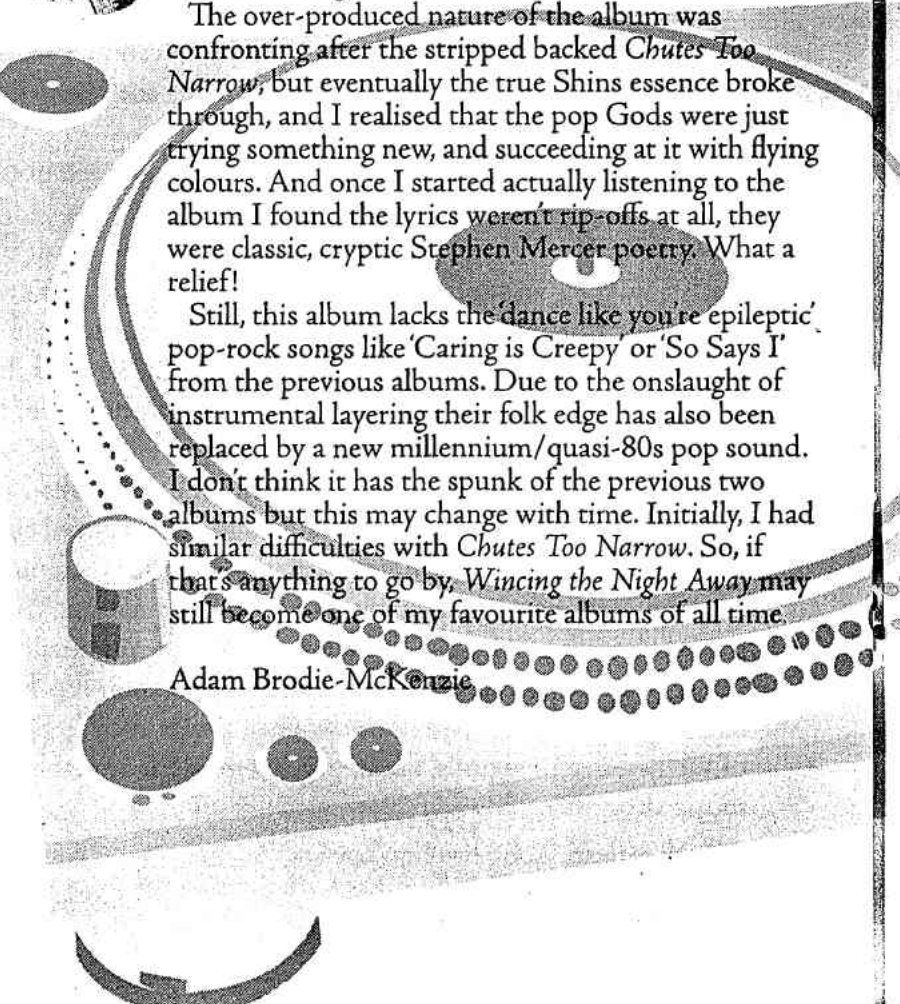 The over-produced nature of the album was
confronting after the stripped backed Chutes Too
Narrow, but eventually the true Shins essence broke
through, and I realised that the pop Gods were just
trying something new, and succeeding at it with flying
colours. And once I started actually listening to the
album I found the lyrics weren't rip-offs at all, they
were classic, cryptic Stephen Mercer poetry. What a
relief!
Still, this album lacks the 'dance like you're epileptic'
pop-rock songs like 'Caring is Creepy' or 'So Says I'
from the previous albums. Due to the onslaught of
instrumental layering their folk edge has also been
replaced by a new millennium/quasi-80s pop sound.
I don't think it has the spunk of the previous two
albums but this may change with time. Initially, I had
similar difficulties with Chutes Too Narrow. So, if
that's anything to go by, Wincing the Night Away may
still become one of my favourite albums of all time.
Adam Brodie-McKenzie